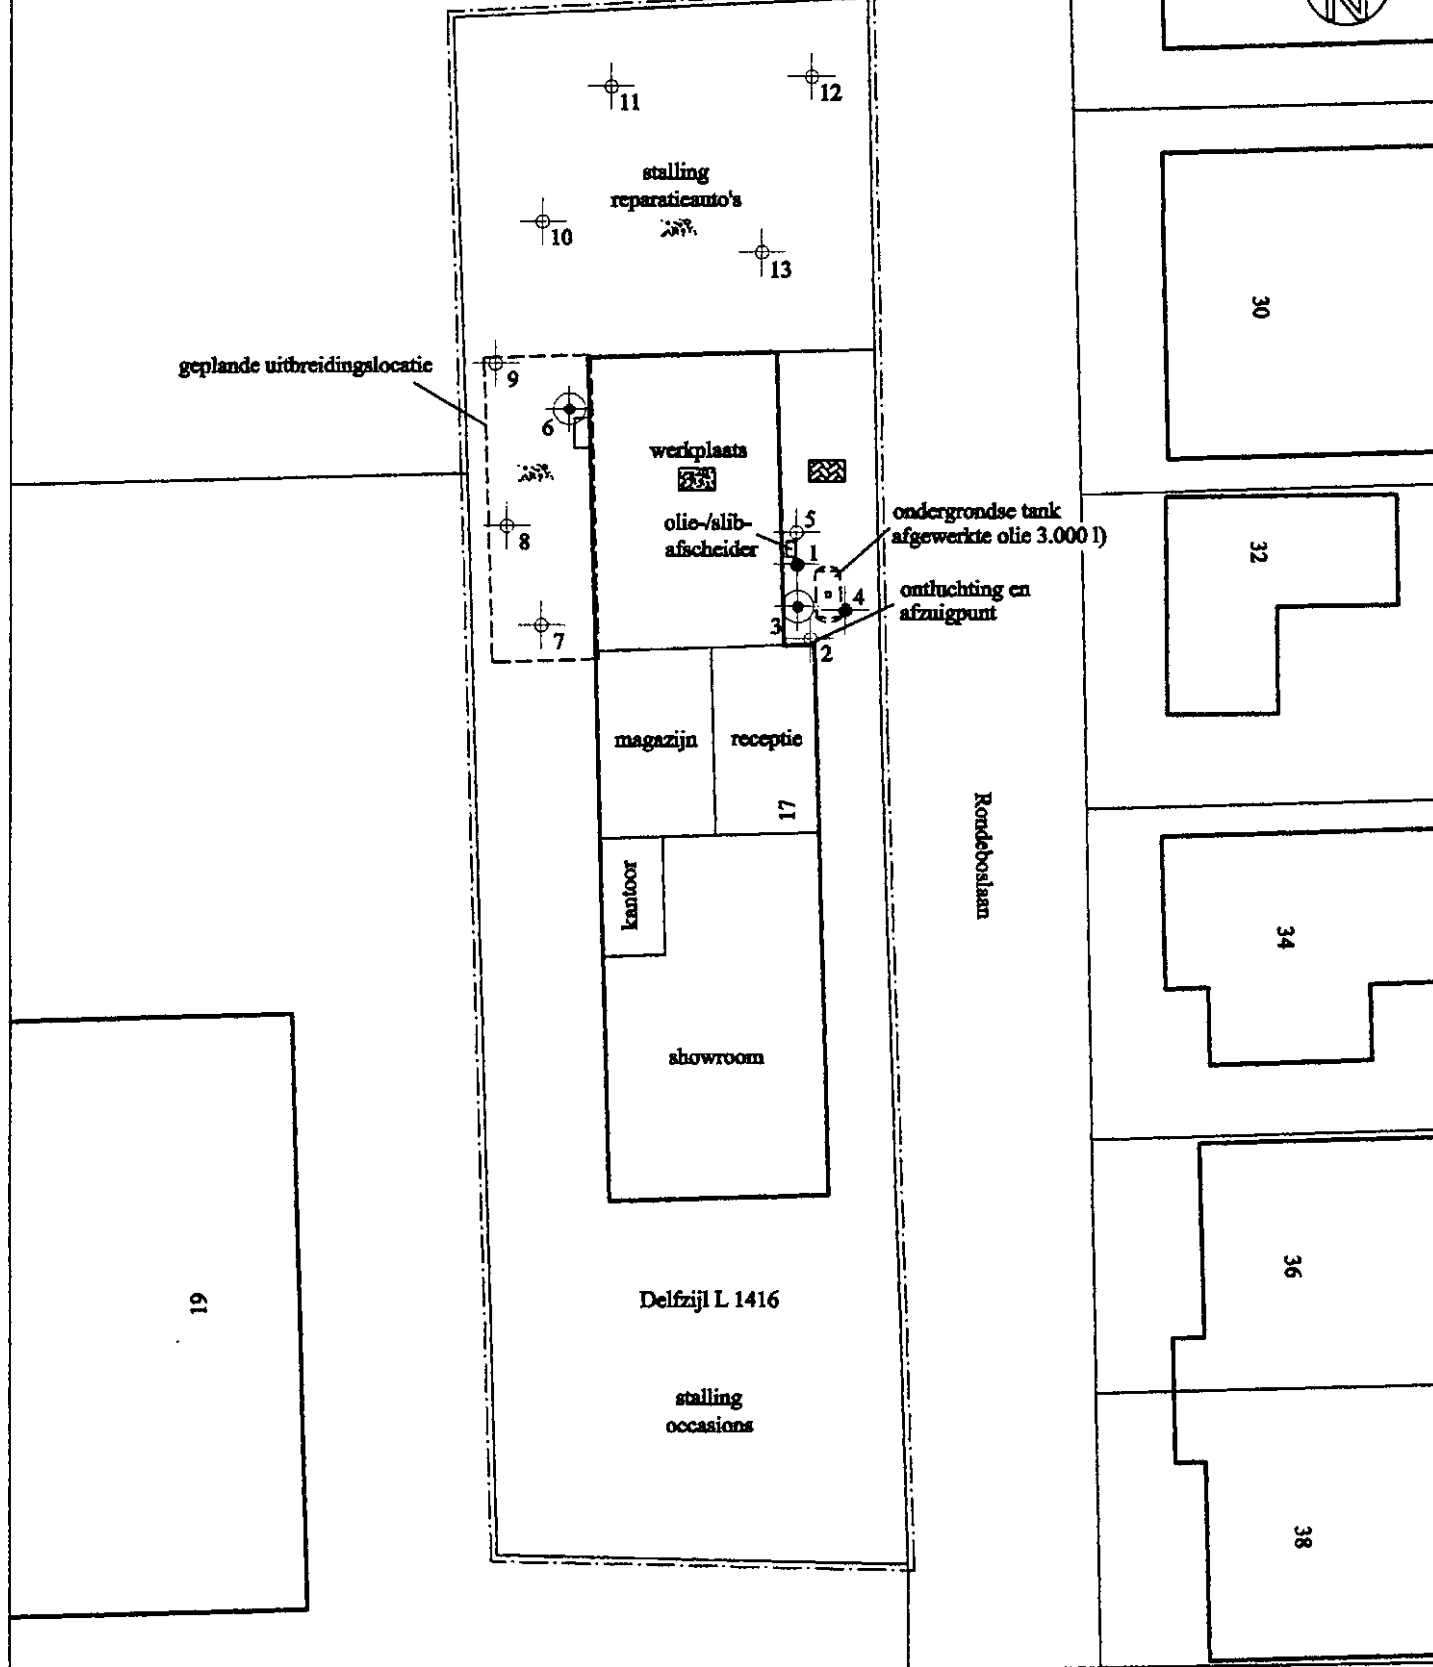 N
11
12
stalling
reparatieauto's
10
13
30
geplande uitbreidingslocatie
9
6
werkplaats
olie-/slib-
afscheider
5
1
ondergrondse tank
afgewerkte olie 3.000 l)
32
8
ontluchting en
afzuigpunt
4
3
2
7
magazijn
receptie
17
Rondeboslaan
kantoor
34
showroom
36
19
Delfzijl L 1416
stalling
occasions
38